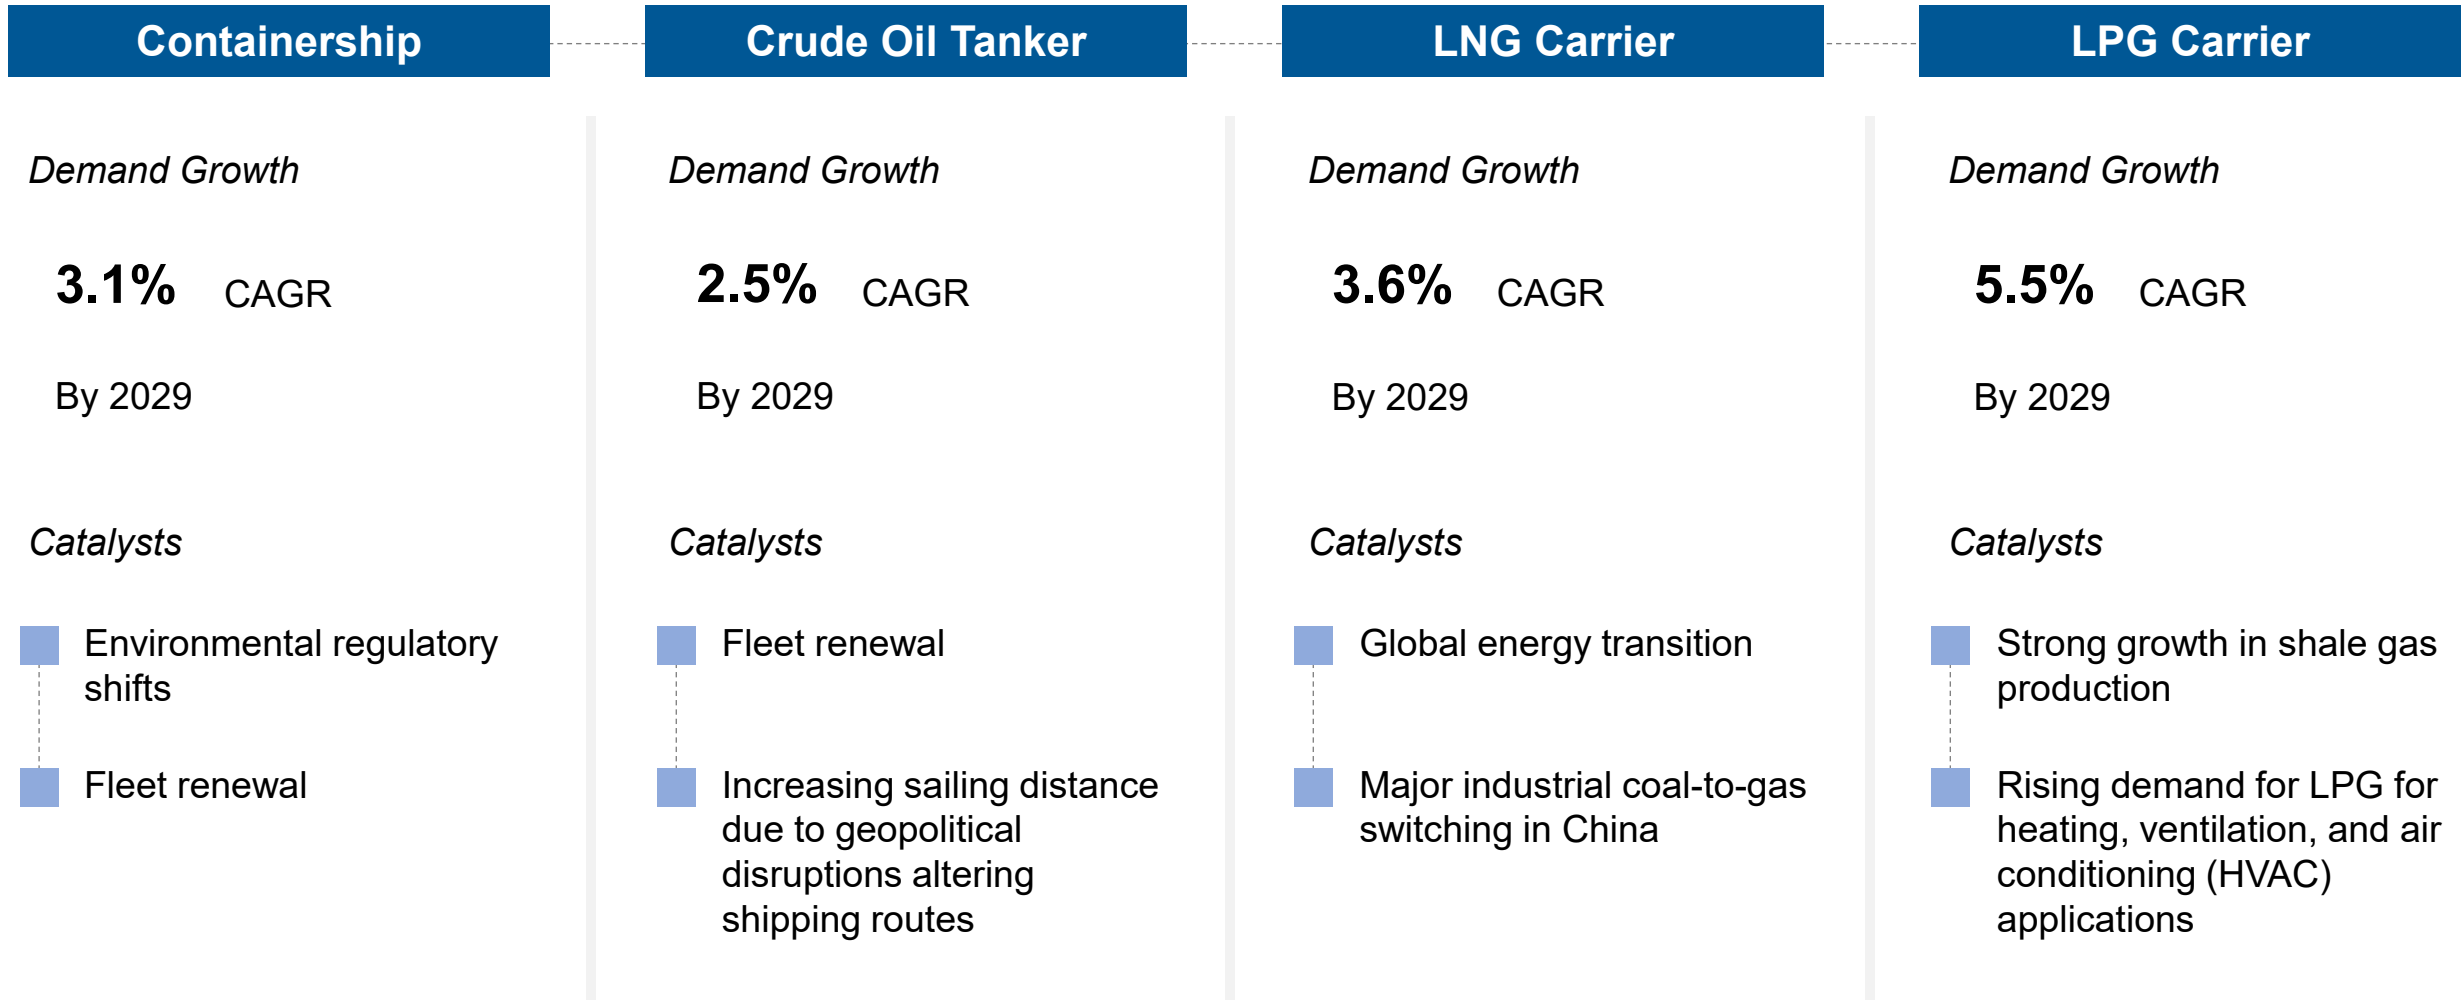 Containership
Crude Oil Tanker
LNG Carrier
LPG Carrier
Demand Growth
3.1% CAGR
By 2029
Catalysts
Environmental regulatory
shifts
Fleet renewal
Demand Growth
2.5% CAGR
By 2029
Catalysts
Fleet renewal
Increasing sailing distance
due to geopolitical
disruptions altering
shipping routes
Demand Growth
3.6% CAGR
By 2029
Catalysts
Global energy transition
Major industrial coal-to-gas
switching in China
Demand Growth
5.5% CAGR
By 2029
Catalysts
Strong growth in shale gas
production
Rising demand for LPG for
heating, ventilation, and air
conditioning (HVAC)
applications